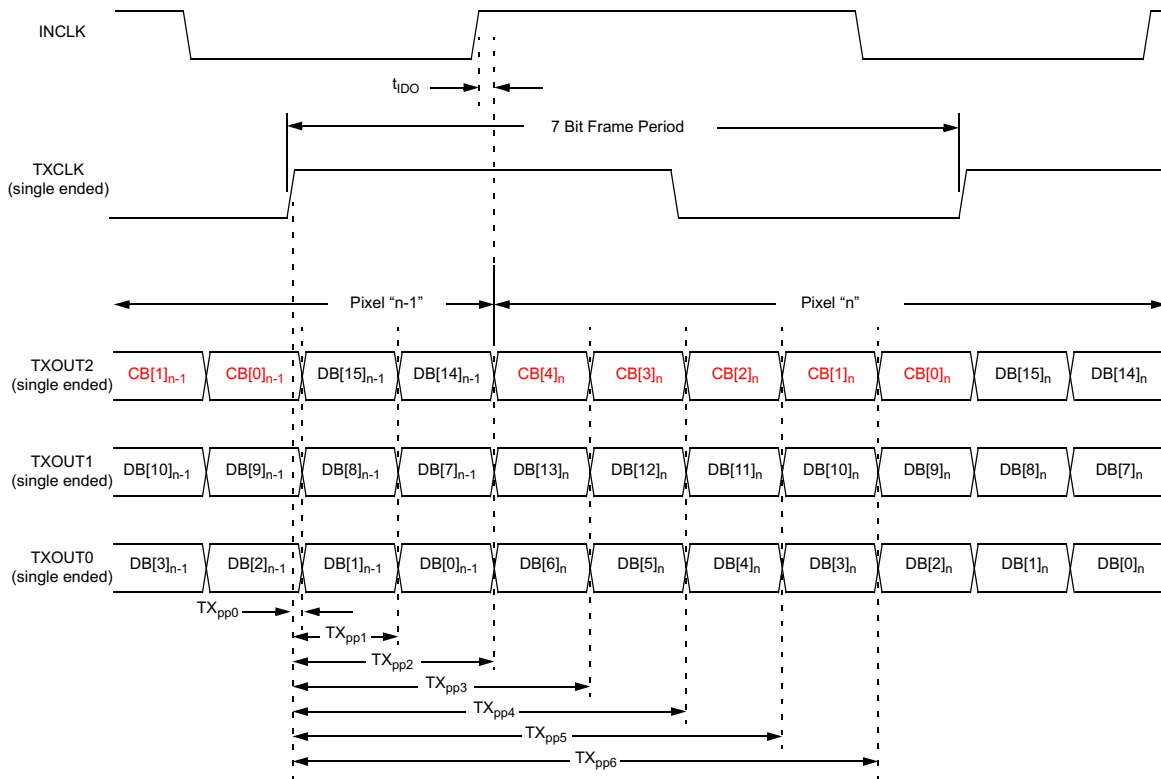 INCLK
t_IDO
7 Bit Frame Period
TXCLK
(single ended)
Pixel “n-1”
Pixel “n”
TXOUT2
(single ended)
CB[1]n-1 CB[0]n-1 DB[15]n-1 DB[14]n-1 CB[4]n CB[3]n CB[2]n CB[1]n CB[0]n DB[15]n DB[14]n
TXOUT1
(single ended)
DB[10]n-1 DB[9]n-1 DB[8]n-1 DB[7]n-1 DB[13]n DB[12]n DB[11]n DB[10]n DB[9]n DB[8]n DB[7]n
TXOUT0
(single ended)
DB[3]n-1 DB[2]n-1 DB[1]n-1 DB[0]n-1 DB[6]n DB[5]n DB[4]n DB[3]n DB[2]n DB[1]n DB[0]n
TXpp0
TXpp1
TXpp2
TXpp3
TXpp4
TXpp5
TXpp6